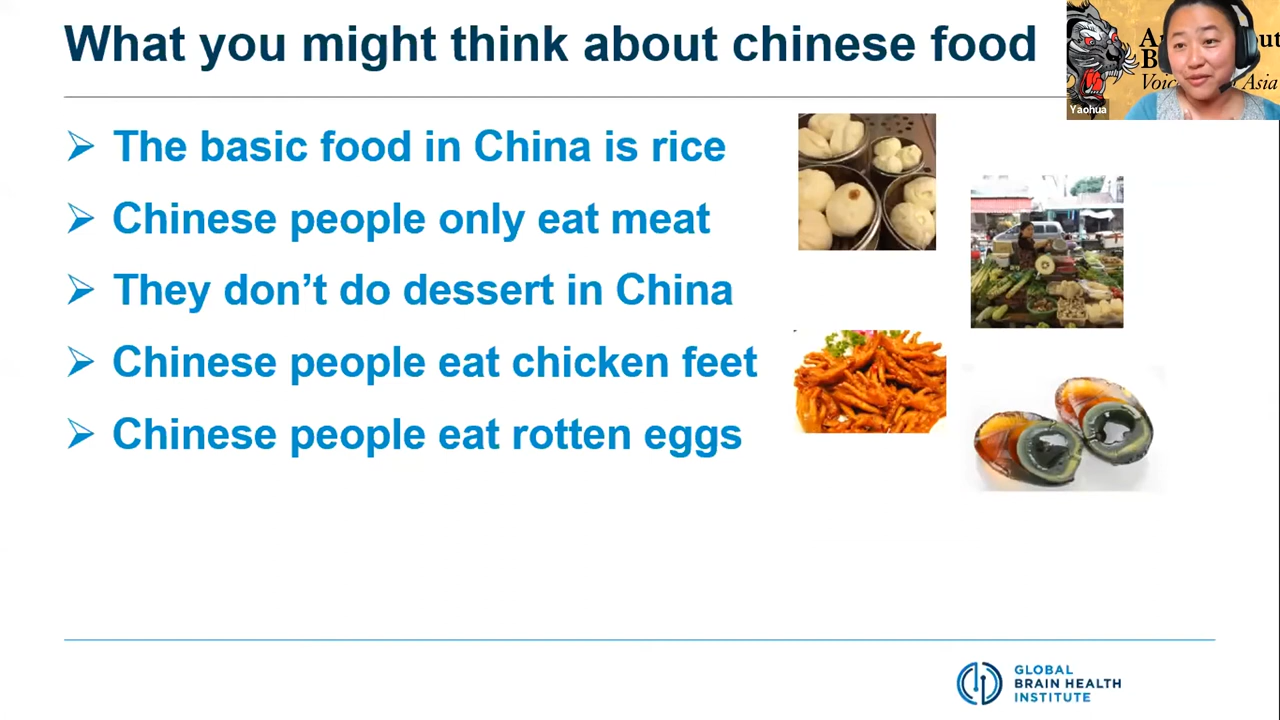 What you might think about chinese food
Yaohua
The basic food in China is rice
Chinese people only eat meat
They don't do dessert in China
Chinese people eat chicken feet
Chinese people eat rotten eggs
GLOBAL
BRAIN HEALTH
INSTITUTE